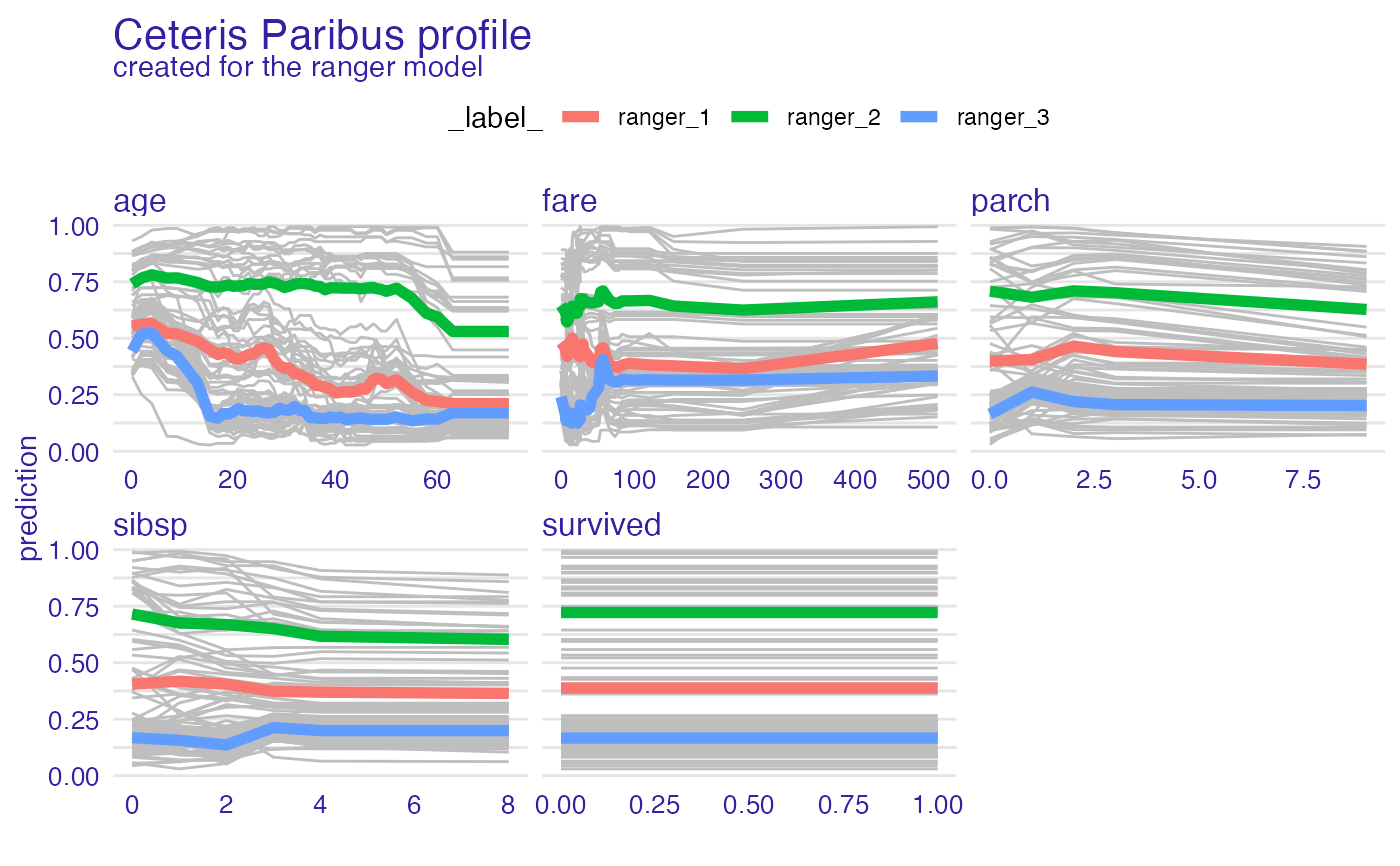 Ceteris Paribus profile
created for the ranger model
_label_ ranger_1 ranger_2 ranger_3
age fare parch
1.00
0.75
0.50
0.25
0.00
0 20 40 60 0 100 200 300 400 500 0.0 2.5 5.0 7.5
prediction
sibsp survived
1.00
0.75
0.50
0.25
0.00
0 2 4 6 8 0.00 0.25 0.50 0.75 1.00